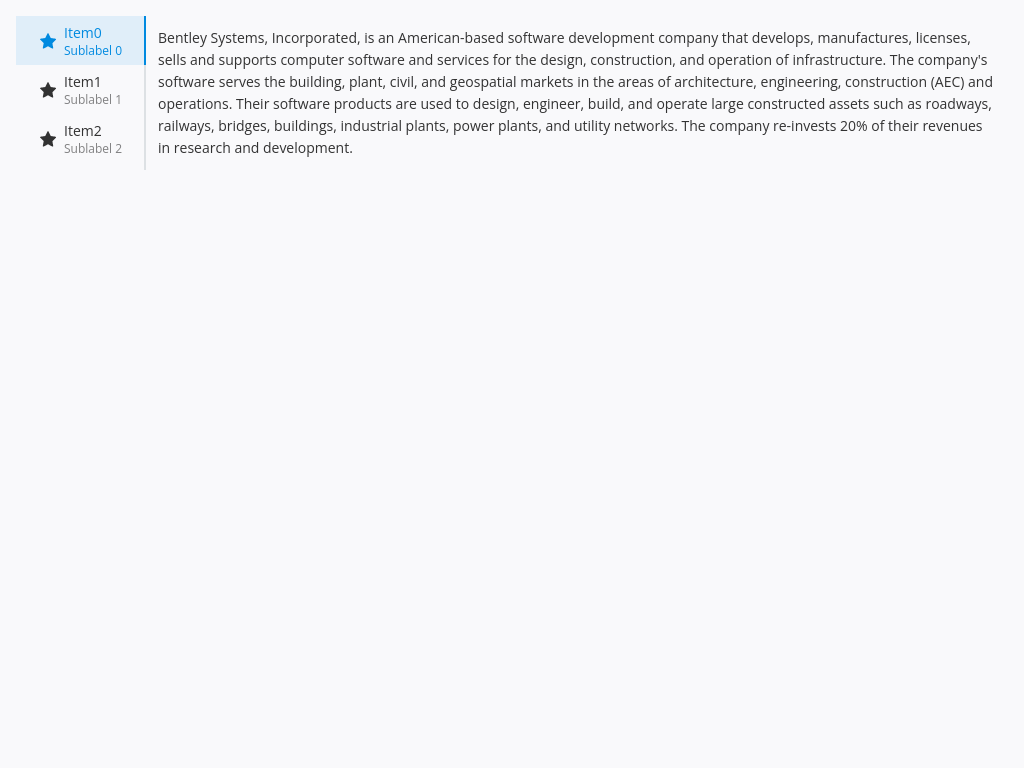 Item0
Sublabel 0
Item1
Sublabel 1
Item2
Sublabel 2
Bentley Systems, Incorporated, is an American-based software development company that develops, manufactures, licenses,
sells and supports computer software and services for the design, construction, and operation of infrastructure. The company's
software serves the building, plant, civil, and geospatial markets in the areas of architecture, engineering, construction (AEC) and
operations. Their software products are used to design, engineer, build, and operate large constructed assets such as roadways,
railways, bridges, buildings, industrial plants, power plants, and utility networks. The company re-invests 20% of their revenues
in research and development.